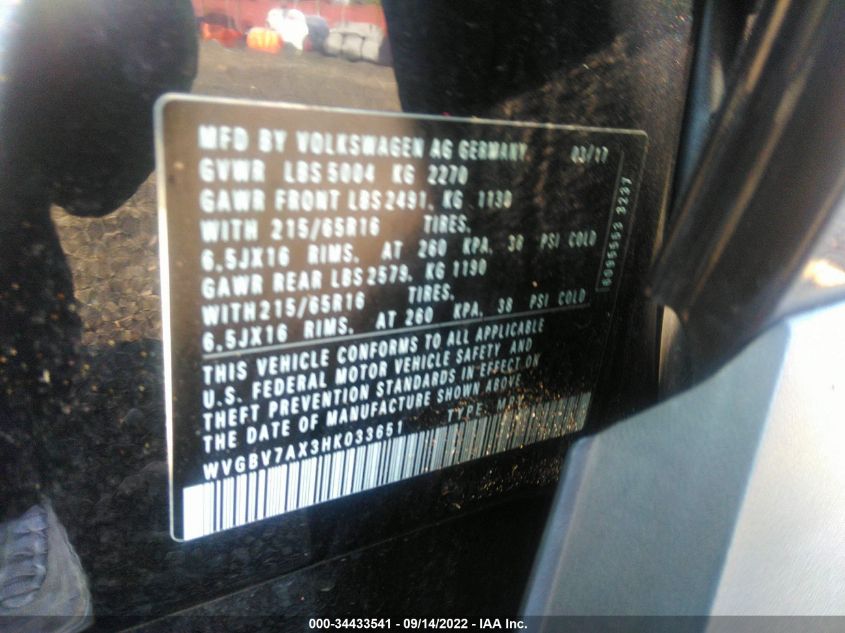 MFD BY VOLKSWAGEN AG GERMANY 03/17
GVWR LBS 5004 KG 2270
GAWR FRONT LBS 2491, KG 1130
WITH 215/65R16 TIRES,
6.5JX16 RIMS, AT 260 KPA, 38 PSI COLD
GAWR REAR LBS 2579, KG 1190
WITH 215/65R16 TIRES,
6.5JX16 RIMS, AT 260 KPA, 38 PSI COLD
THIS VEHICLE CONFORMS TO ALL APPLICABLE
U.S. FEDERAL MOTOR VEHICLE SAFETY AND
THEFT PREVENTION STANDARDS IN EFFECT ON
THE DATE OF MANUFACTURE SHOWN ABOVE
WVGBV7AX3HK033651 TYPE: MPV
3237
000-34433541 - 09/14/2022 - IAA Inc.